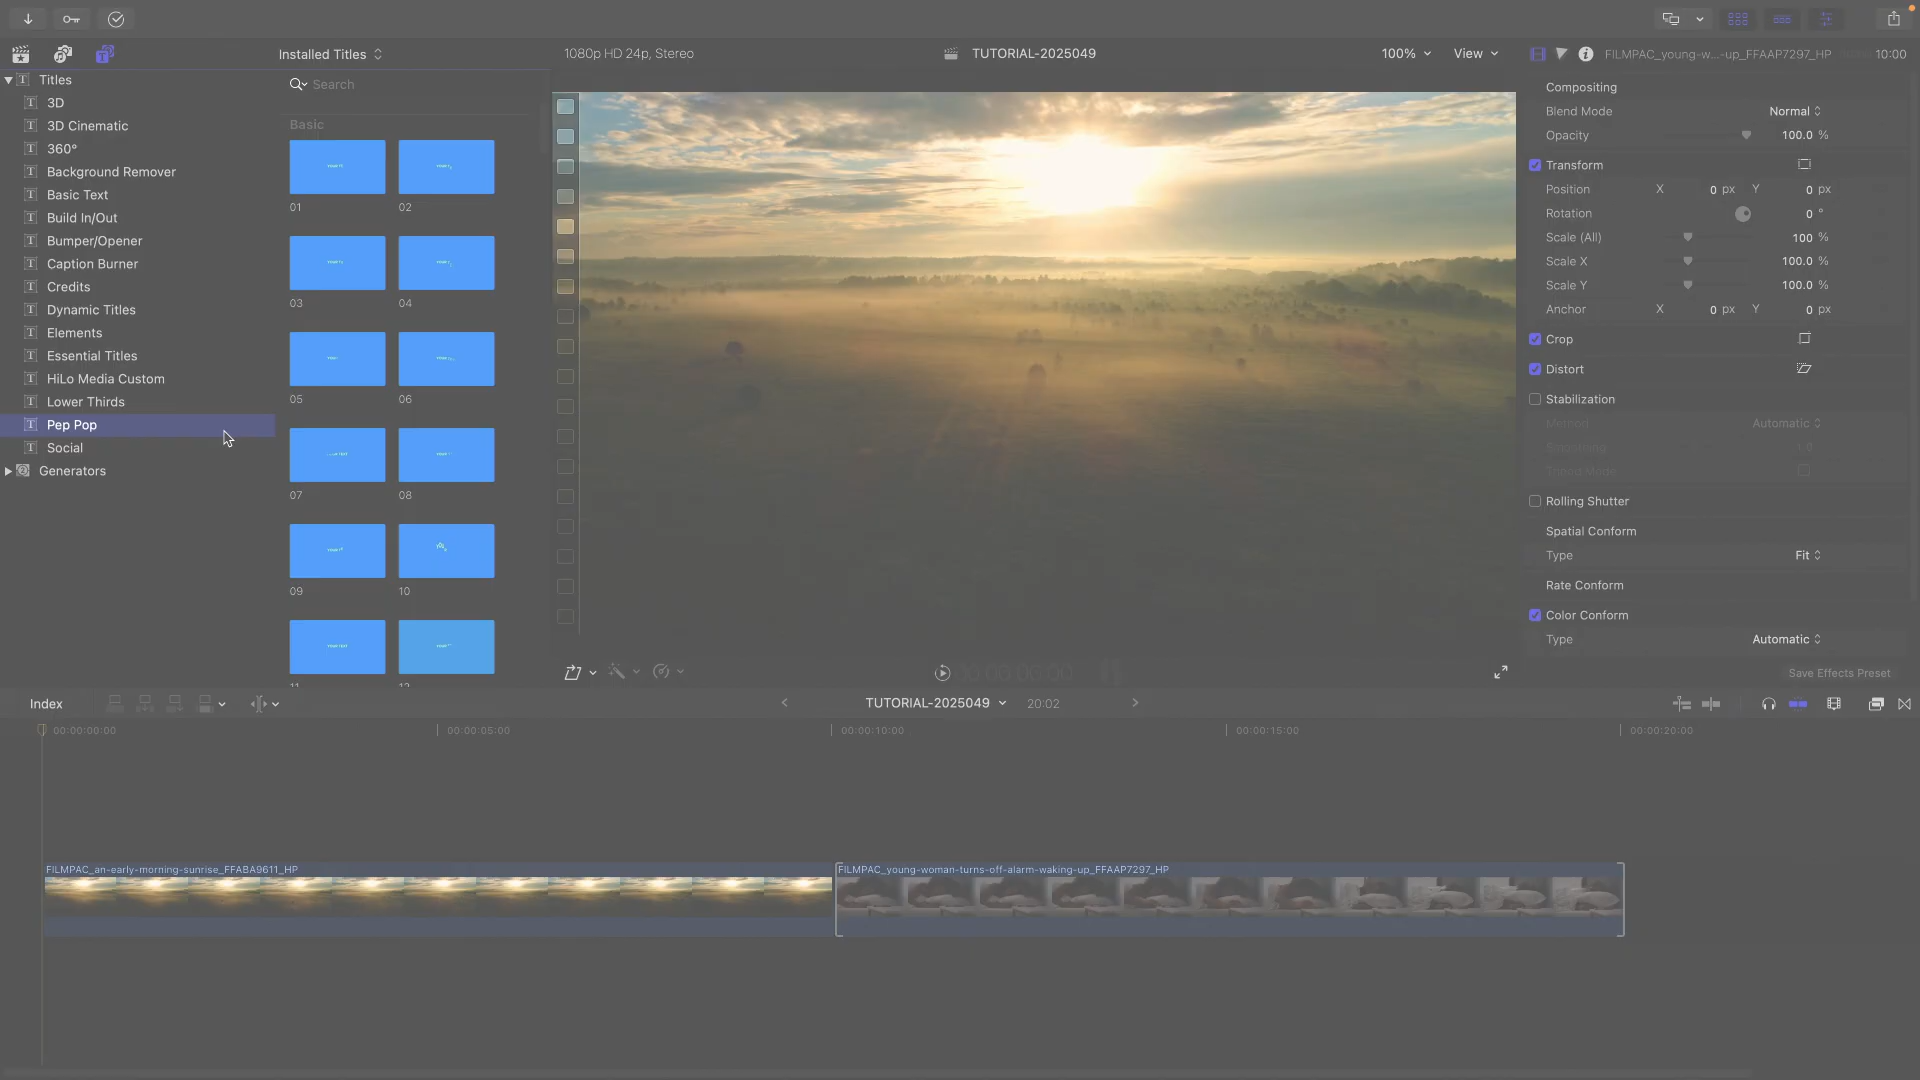 Installed Titles
1080p HD 24p, Stereo
TUTORIAL-2025049
100%
View
FILMPAC_young-w...-up_FFAAP7297_HP
10:00
Titles
3D
3D Cinematic
360°
Background Remover
Basic Text
Build In/Out
Bumper/Opener
Caption Burner
Credits
Dynamic Titles
Elements
Essential Titles
HiLo Media Custom
Lower Thirds
Pep Pop
Social
Generators
Search
Basic
01
02
03
04
05
06
07
08
09
10
11
12
Compositing
Blend Mode Normal
Opacity 100.0 %
Transform
Position X 0 px Y 0 px
Rotation 0 °
Scale (All) 100 %
Scale X 100.0 %
Scale Y 100.0 %
Anchor X 0 px Y 0 px
Crop
Distort
Stabilization
Method Automatic
Smoothing 1.0
Tripod Mode
Rolling Shutter
Spatial Conform
Type Fit
Rate Conform
Color Conform
Type Automatic
Save Effects Preset
Index
TUTORIAL-2025049
20:02
00:00:00:00
00:00:05:00
00:00:10:00
00:00:15:00
00:00:20:00
FILMPAC_an-early-morning-sunrise_FFABA9611_HP
FILMPAC_young-woman-turns-off-alarm-waking-up_FFAAP7297_HP